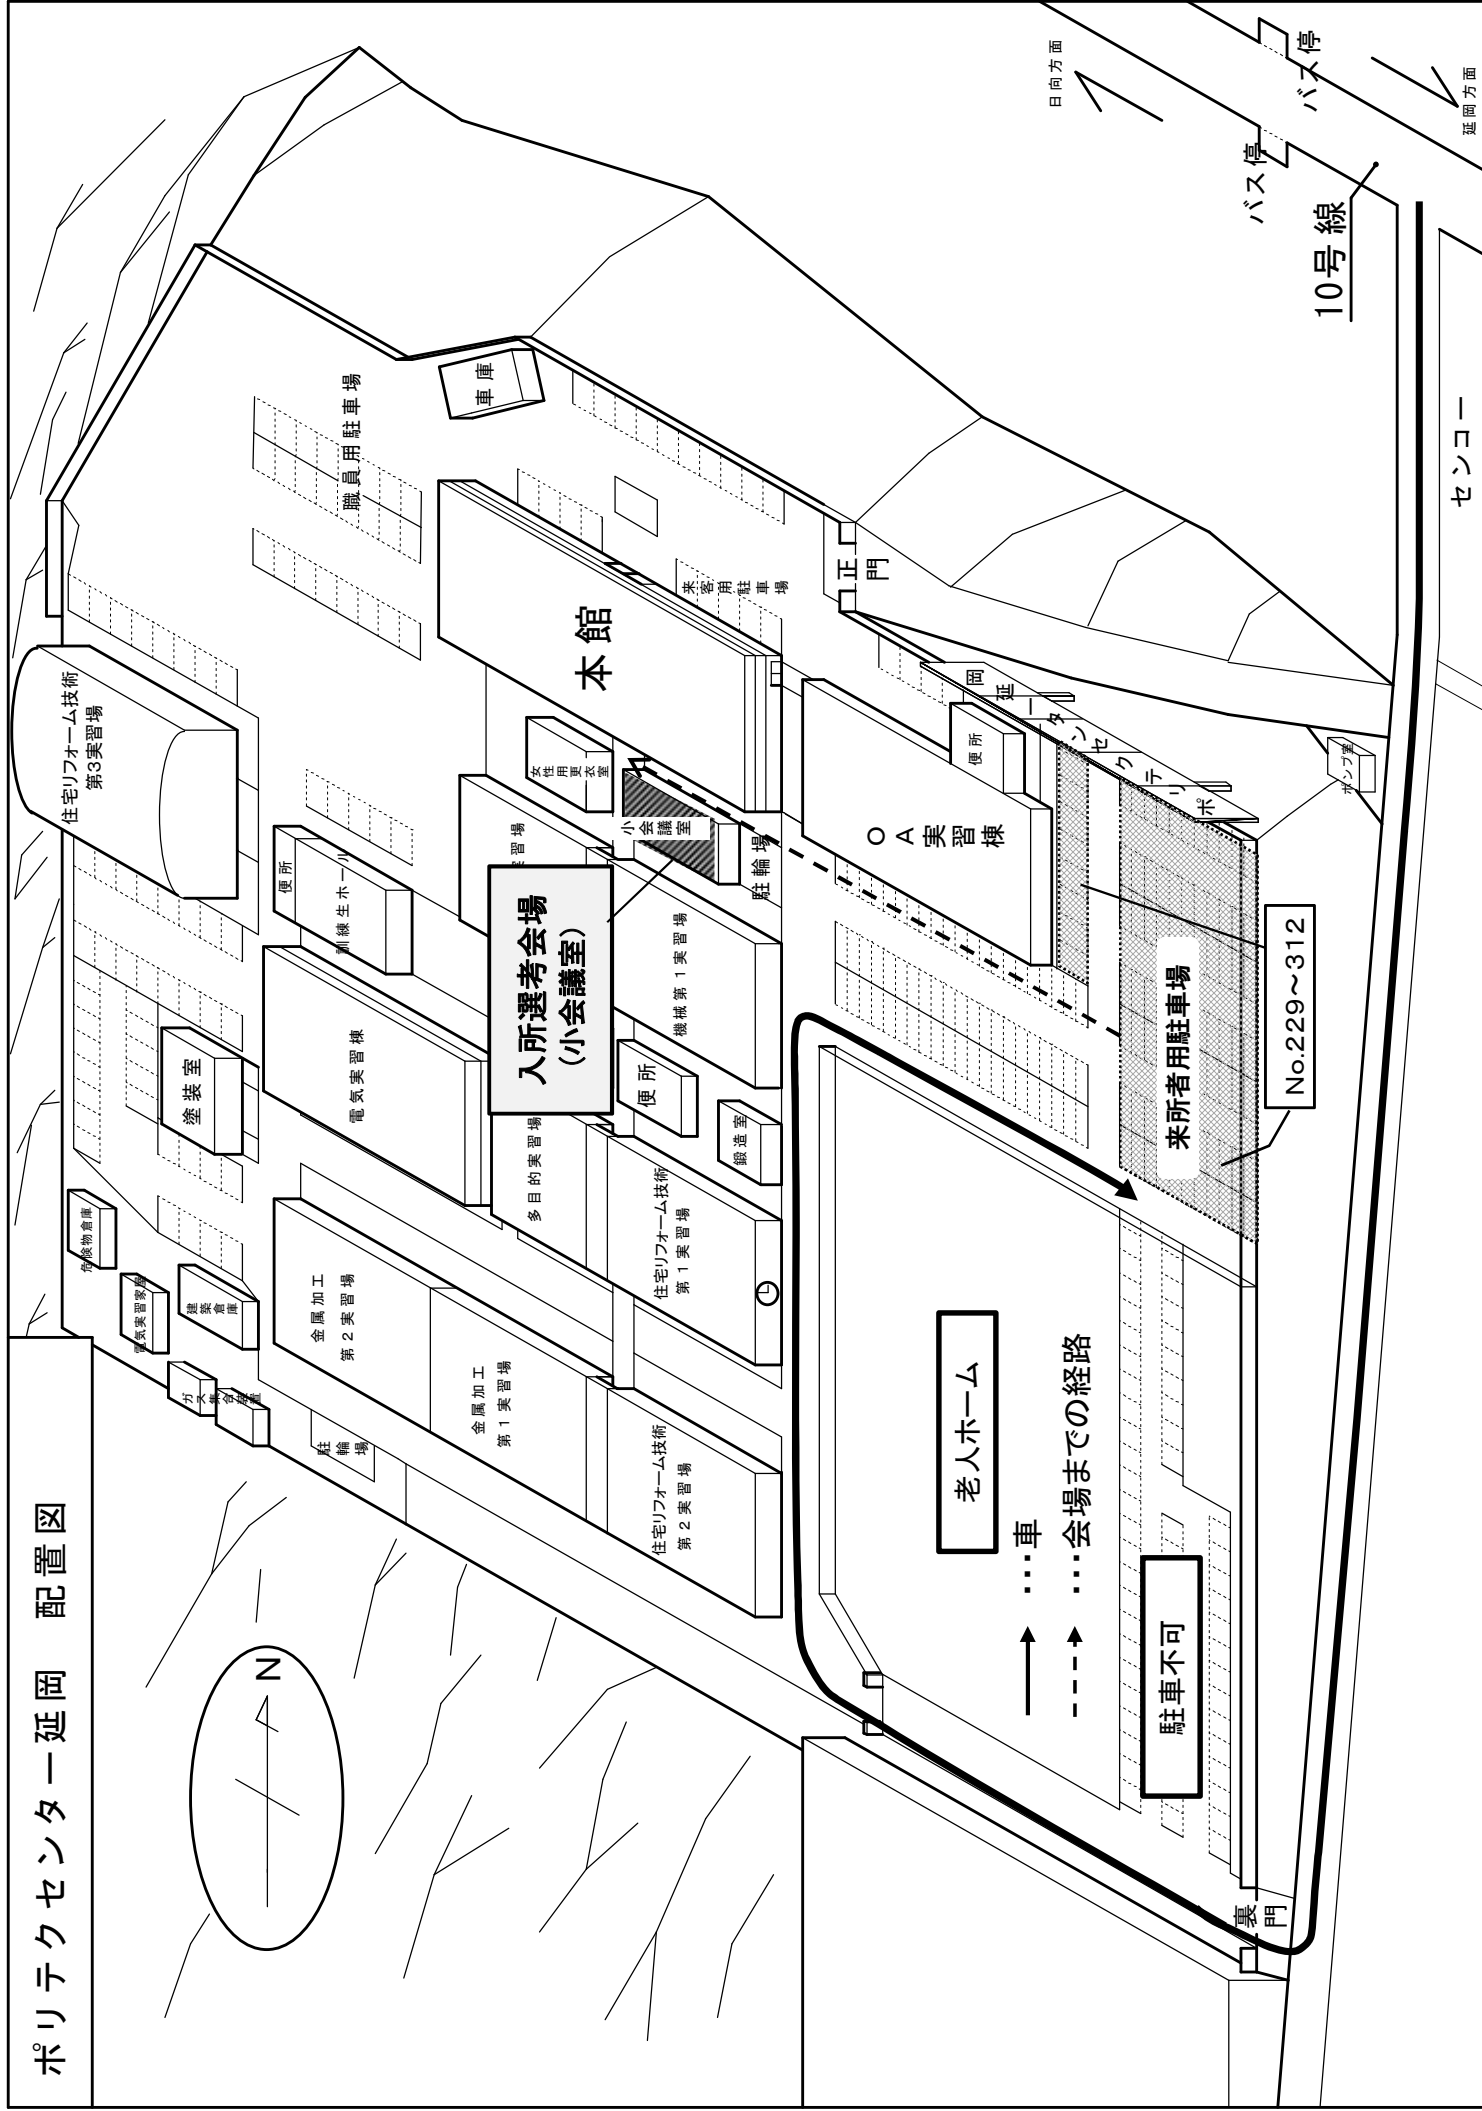 ポリテクセンター延岡　配置図
N
危険物倉庫
電気実習家屋
建築倉庫
駐輪場
塗装室
住宅リフォーム技術
第3実習場
便所
訓練生ホール
電気実習棟
金属加工
第２実習場
金属加工
第１実習場
住宅リフォーム技術
第２実習場
多目的実習場
住宅リフォーム技術
第１実習場
便所
鍛造室
機械第１実習場
入所選考会場
(小会議室)
小会議室
女性用更衣室
駐輪場
本館
職員用駐車場
車庫
来客用駐車場
正門
ＯＡ実習棟
便所
ポリテクセンター延岡
ポンプ室
来所者用駐車場
No.229～312
老人ホーム
…車
…会場までの経路
駐車不可
裏門
センコー
10号線
バス停
バス停
日向方面
延岡方面